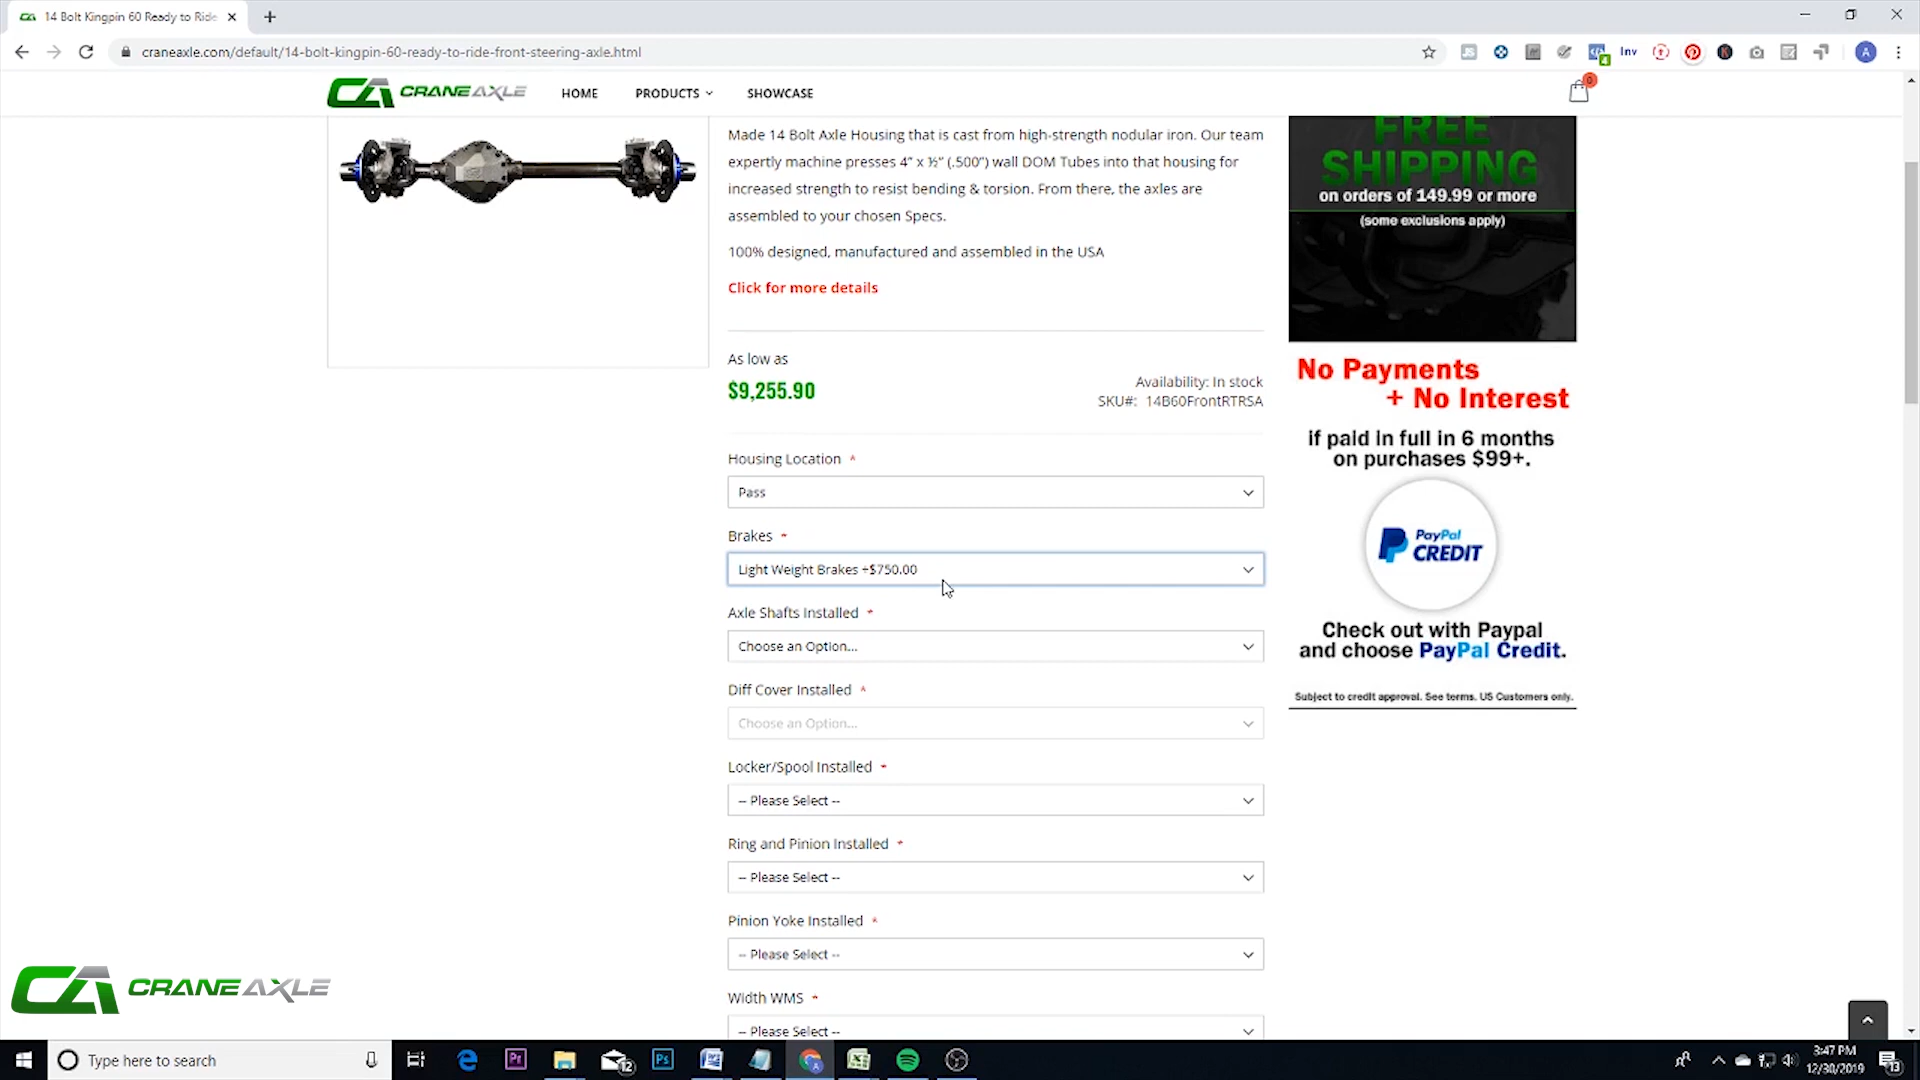 14 Bolt Kingpin 60 Ready to Ride
craneaxle.com/default/14-bolt-kingpin-60-ready-to-ride-front-steering-axle.html
Inv
4
A
CRANE AXLE
HOME
PRODUCTS
SHOWCASE
0
Made 14 Bolt Axle Housing that is cast from high-strength nodular iron. Our team
expertly machine presses 4” x ½” (.500”) wall DOM Tubes into that housing for
increased strength to resist bending & torsion. From there, the axles are
assembled to your chosen Specs.
100% designed, manufactured and assembled in the USA
Click for more details
As low as
$9,255.90
Availability: In stock
SKU#: 14B60FrontRTRSA
Housing Location *
Pass
Brakes *
Light Weight Brakes +$750.00
Axle Shafts Installed *
Choose an Option...
Diff Cover Installed *
Choose an Option...
Locker/Spool Installed *
-- Please Select --
Ring and Pinion Installed *
-- Please Select --
Pinion Yoke Installed *
-- Please Select --
Width WMS *
-- Please Select --
FREE
SHIPPING
on orders of 149.99 or more
(some exclusions apply)
No Payments
+ No Interest
if paid in full in 6 months
on purchases $99+.
PayPal
CREDIT
Check out with Paypal
and choose PayPal Credit.
Subject to credit approval. See terms. US Customers only.
CRANE AXLE
Type here to search
Pr
12
Ps
3:47 PM
12/30/2019
13